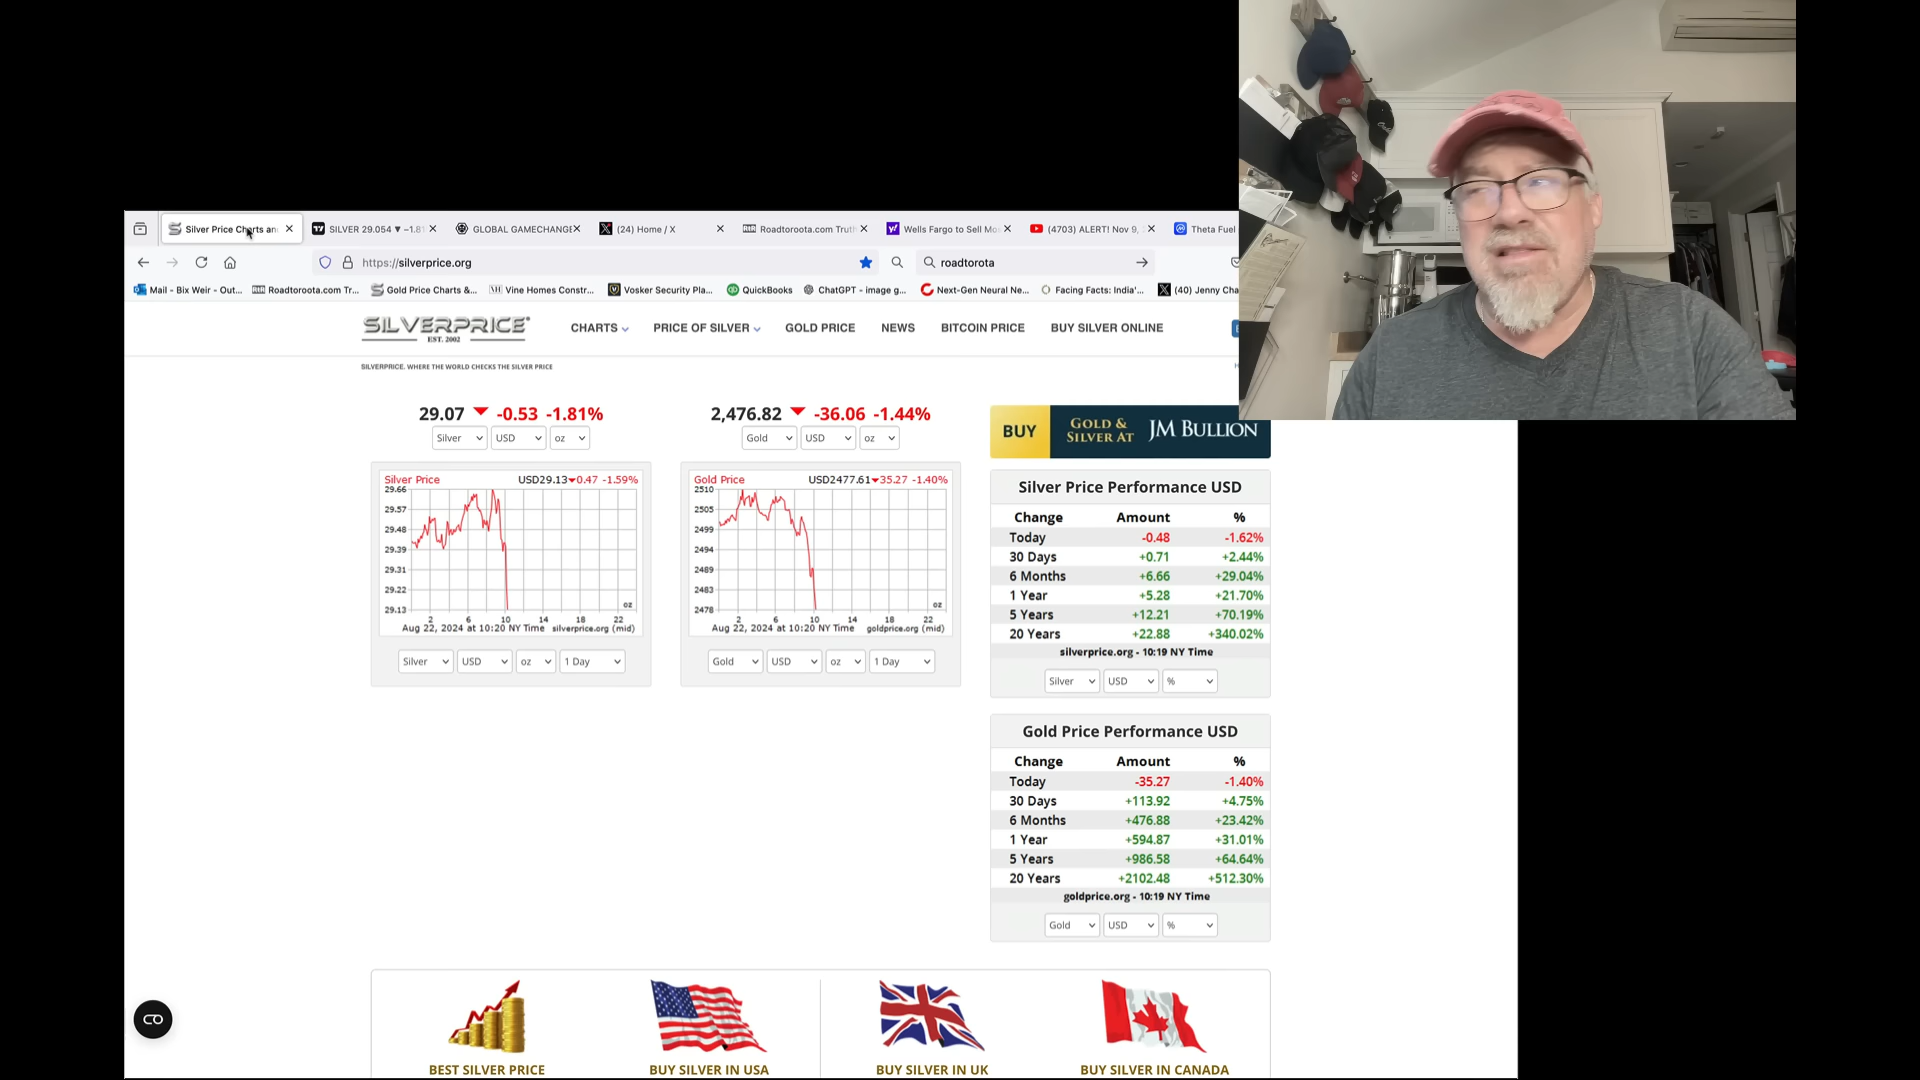 Silver Price Charts an
SILVER 29.054 ▼ −1.8
GLOBAL GAMECHANGE
(24) Home / X
Roadtoroota.com Trut
Wells Fargo to Sell Mo
(4703) ALERT! Nov 9,
Theta Fuel
https://silverprice.org
roadtorota
Mail - Bix Weir - Out...
Roadtoroota.com Tr...
Gold Price Charts &...
Vine Homes Constr...
Vosker Security Pla...
QuickBooks
ChatGPT - image g...
Next-Gen Neural Ne...
Facing Facts: India'...
(40) Jenny Cha
SILVERPRICE
EST. 2002
CHARTS
PRICE OF SILVER
GOLD PRICE
NEWS
BITCOIN PRICE
BUY SILVER ONLINE
SILVERPRICE. WHERE THE WORLD CHECKS THE SILVER PRICE
29.07 ▼ -0.53 -1.81%
Silver USD oz
2,476.82 ▼ -36.06 -1.44%
Gold USD oz
BUY GOLD & SILVER AT JM BULLION
Silver Price USD29.13▼0.47 -1.59%
29.66
29.57
29.48
29.39
29.31
29.22
29.13
oz
2 6 10 14 18 22
Aug 22, 2024 at 10:20 NY Time silverprice.org (mid)
Silver USD oz 1 Day
Gold Price USD2477.61▼35.27 -1.40%
2510
2505
2499
2494
2489
2483
2478
oz
2 6 10 14 18 22
Aug 22, 2024 at 10:20 NY Time goldprice.org (mid)
Gold USD oz 1 Day
Silver Price Performance USD
Change Amount %
Today -0.48 -1.62%
30 Days +0.71 +2.44%
6 Months +6.66 +29.04%
1 Year +5.28 +21.70%
5 Years +12.21 +70.19%
20 Years +22.88 +340.02%
silverprice.org - 10:19 NY Time
Silver USD %
Gold Price Performance USD
Change Amount %
Today -35.27 -1.40%
30 Days +113.92 +4.75%
6 Months +476.88 +23.42%
1 Year +594.87 +31.01%
5 Years +986.58 +64.64%
20 Years +2102.48 +512.30%
goldprice.org - 10:19 NY Time
Gold USD %
BEST SILVER PRICE
BUY SILVER IN USA
BUY SILVER IN UK
BUY SILVER IN CANADA